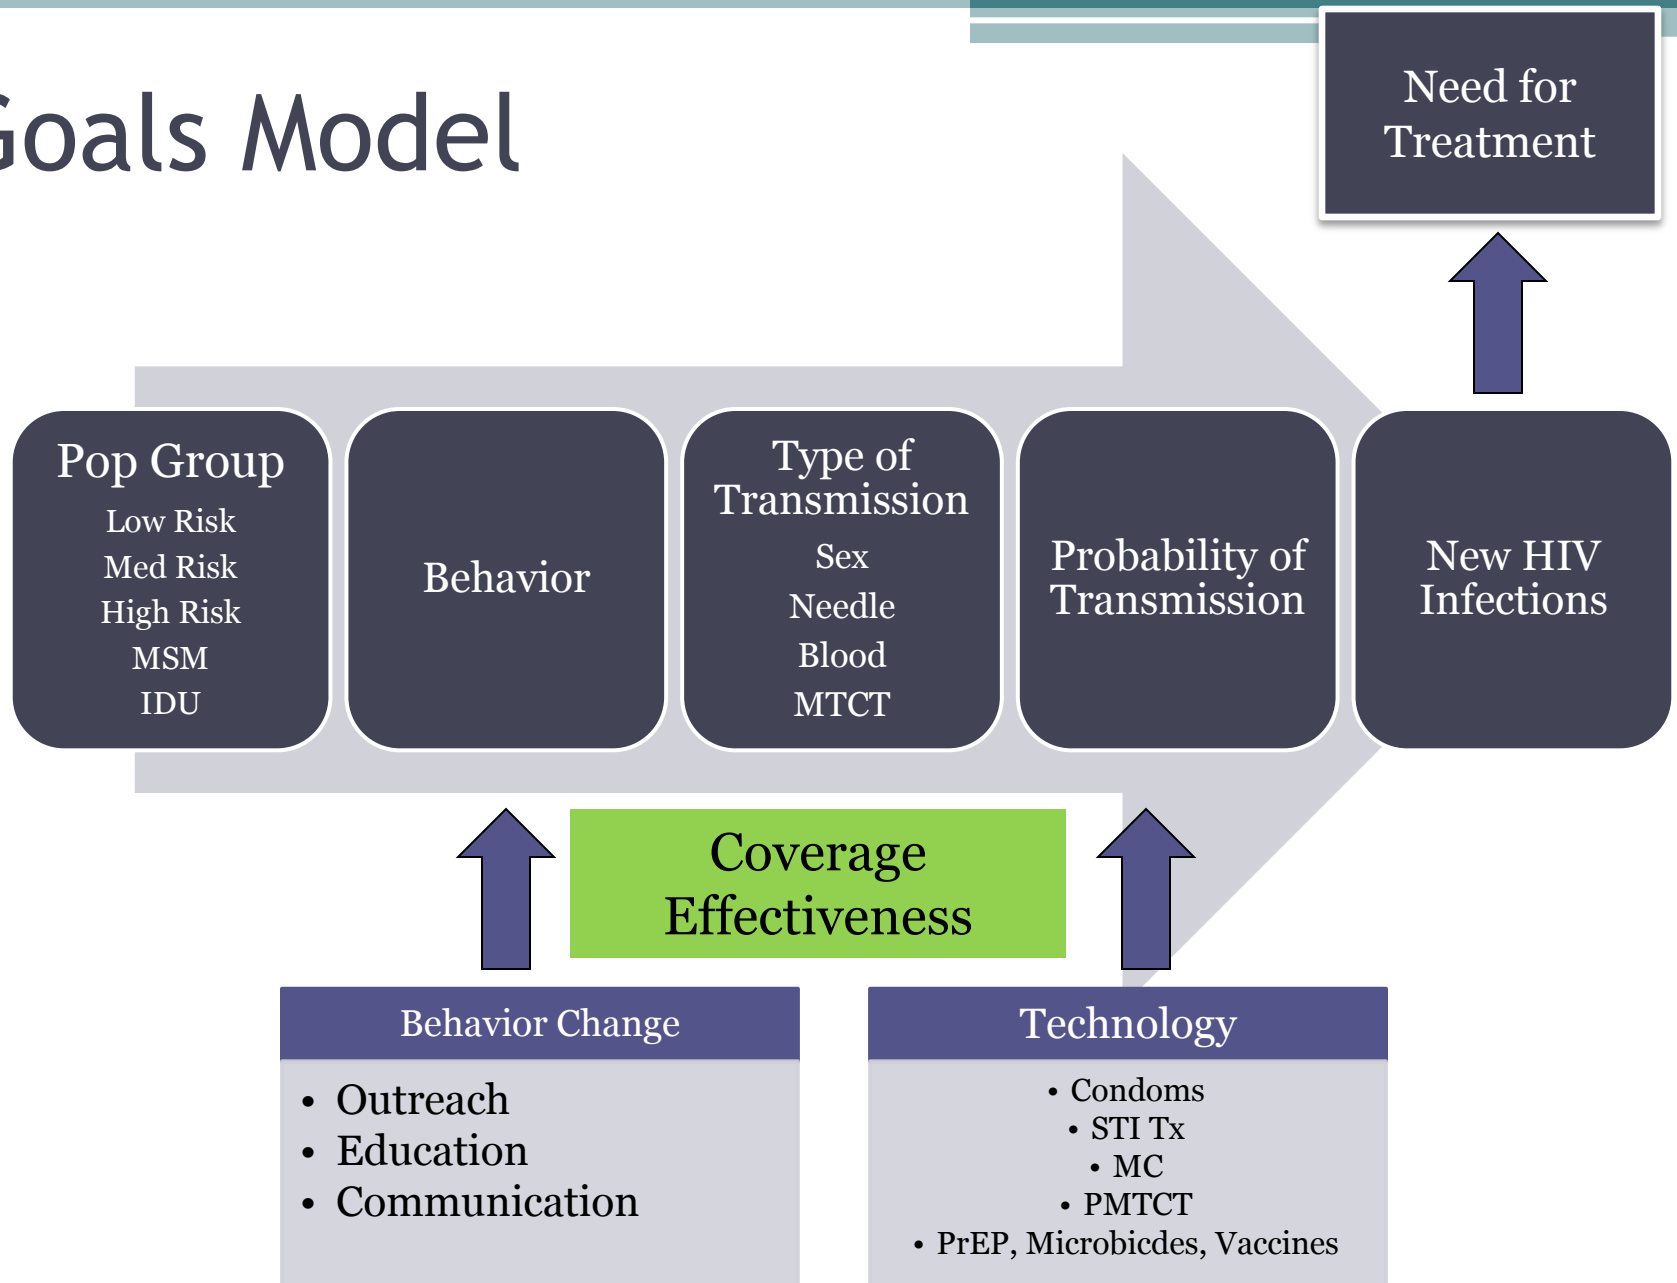 Goals Model
Need for
Treatment
Pop Group
Low Risk
Med Risk
High Risk
MSM
IDU
Behavior
Type of
Transmission
Sex
Needle
Blood
MTCT
Probability of
Transmission
New HIV
Infections
Coverage
Effectiveness
Behavior Change
• Outreach
• Education
• Communication
Technology
• Condoms
• STI Tx
• MC
• PMTCT
• PrEP, Microbicdes, Vaccines